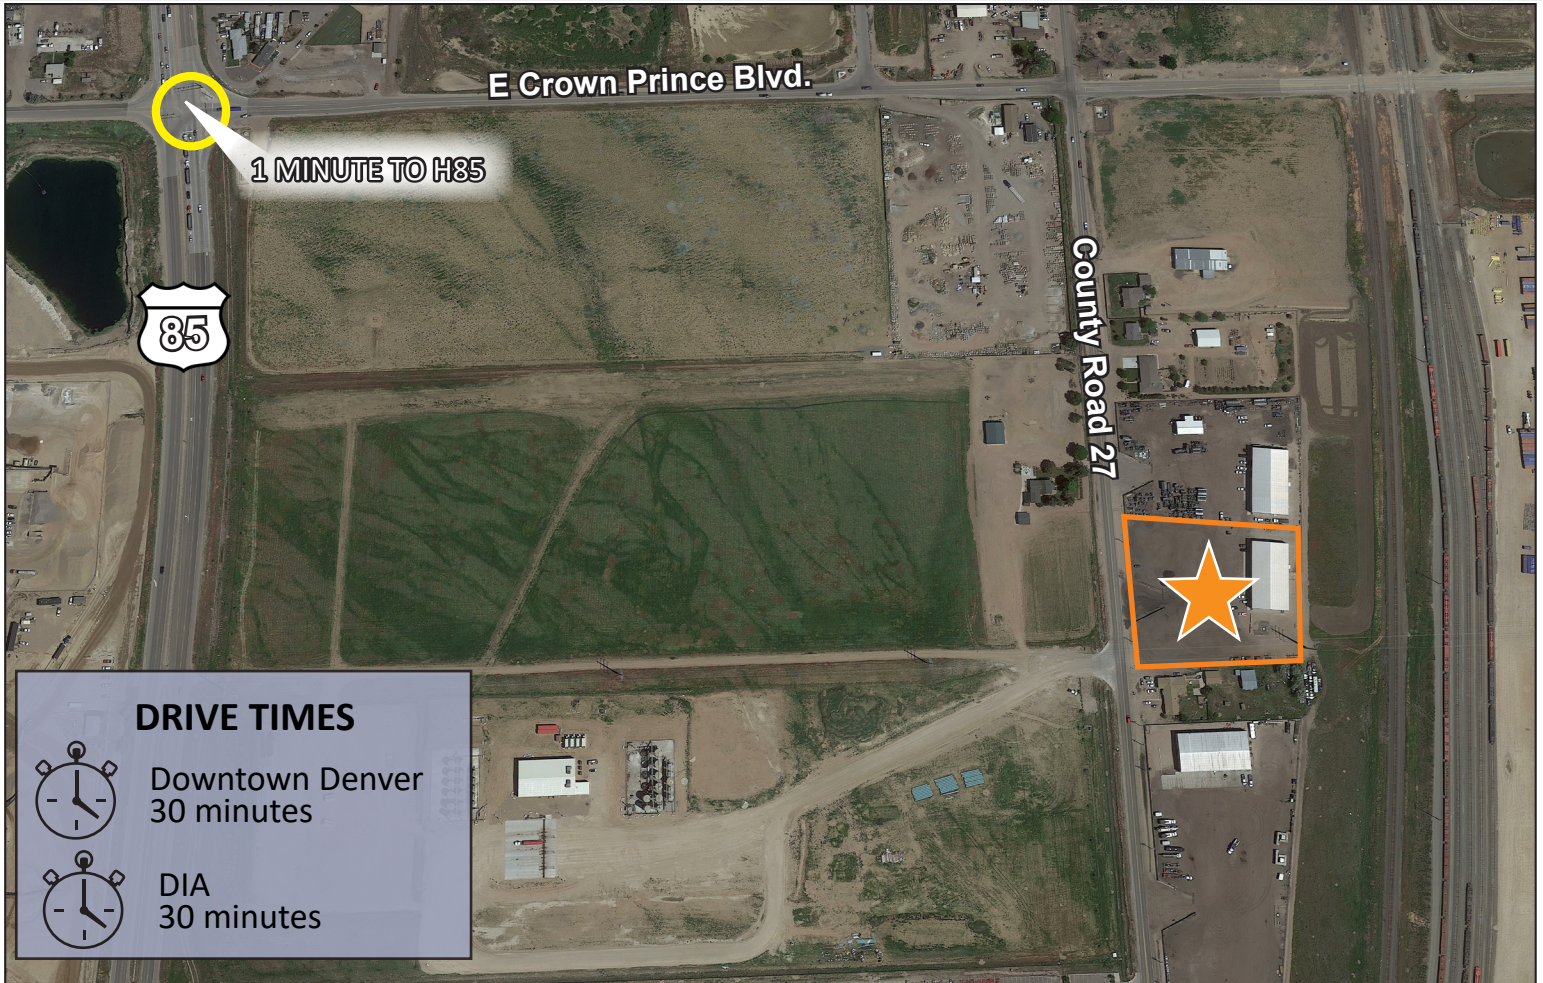 E Crown Prince Blvd.
1 MINUTE TO H85
85
County Road 27
DRIVE TIMES
Downtown Denver
30 minutes
DIA
30 minutes